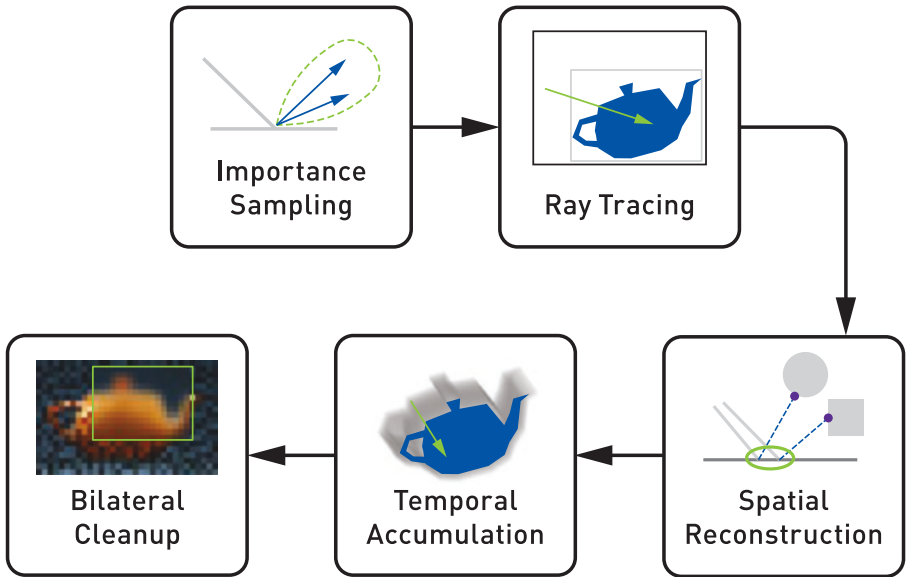 Importance
Sampling
Ray Tracing
Spatial
Reconstruction
Temporal
Accumulation
Bilateral
Cleanup